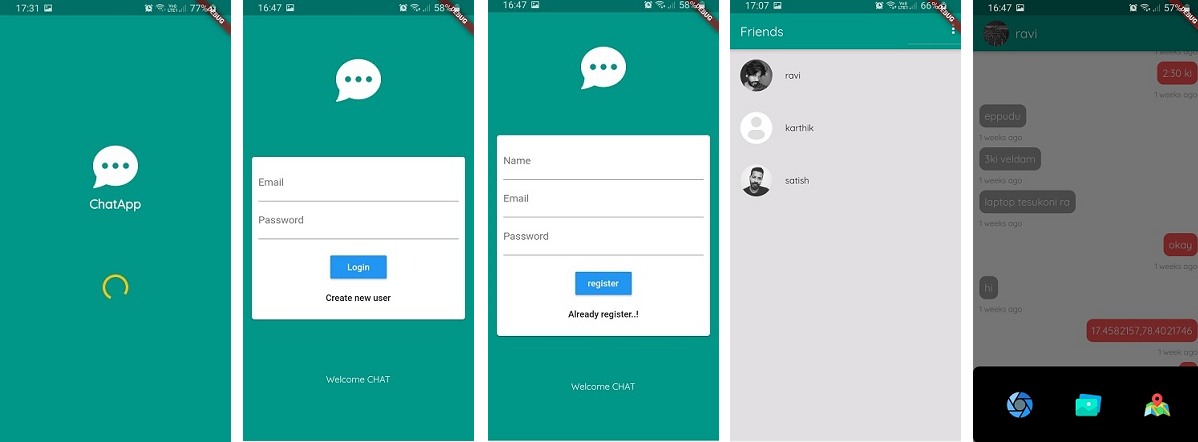 17:31
77%
DEBUG
ChatApp
16:47
58%
DEBUG
Email
Password
Login
Create new user
Welcome CHAT
16:47
58%
DEBUG
Name
Email
Password
register
Already register..!
Welcome CHAT
17:07
66%
DEBUG
Friends
ravi
karthik
satish
16:47
57%
DEBUG
ravi
1 weeks ago
2:30 ki
1 weeks ago
eppudu
1 weeks ago
3ki veldam
1 weeks ago
laptop tesukoni ra
1 weeks ago
okay
1 weeks ago
hi
1 weeks ago
17.4582157,78.4021746
1 week ago